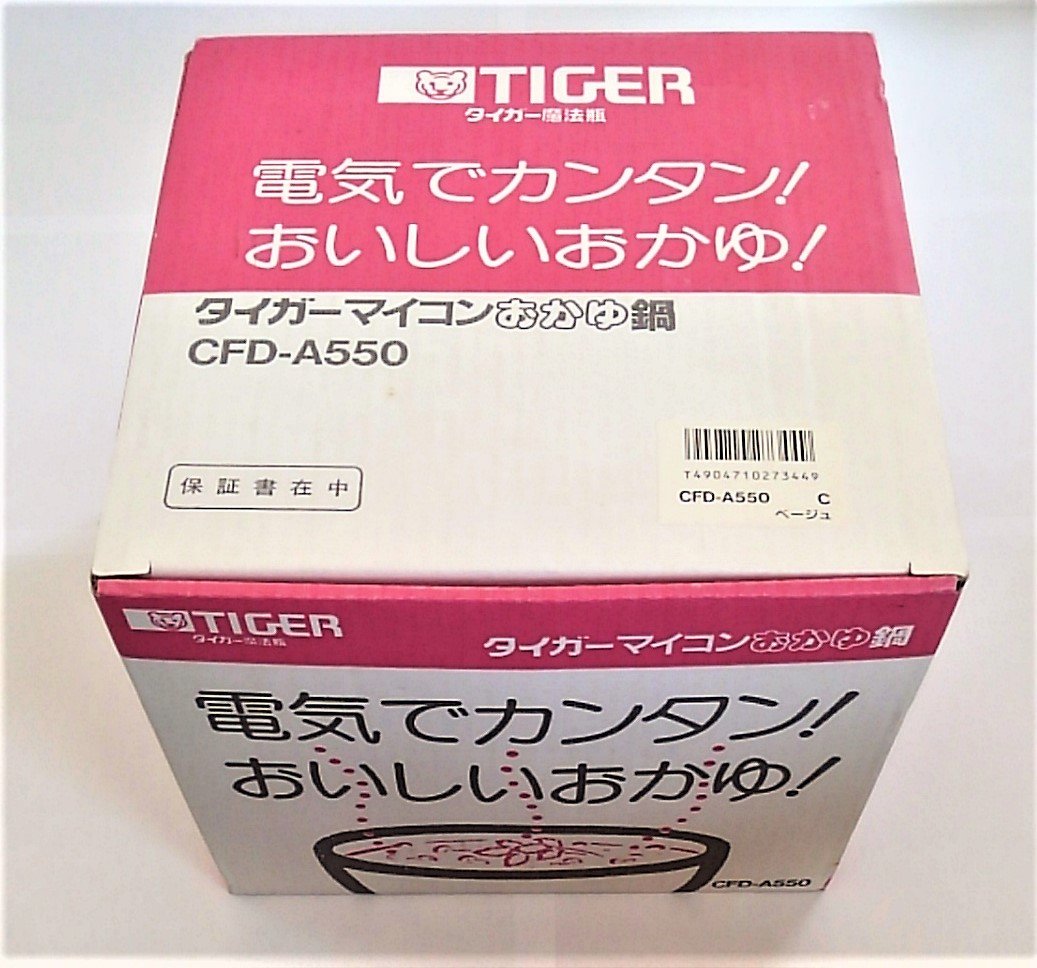 TIGER
タイガー魔法瓶
電気でカンタン!
おいしいおかゆ!
タイガーマイコンおかゆ鍋
CFD-A550
保証書在中
T4904710273449
CFD-A550 C
ベージュ
TIGER
タイガー魔法瓶
タイガーマイコンおかゆ鍋
電気でカンタン!
おいしいおかゆ!
CFD-A550